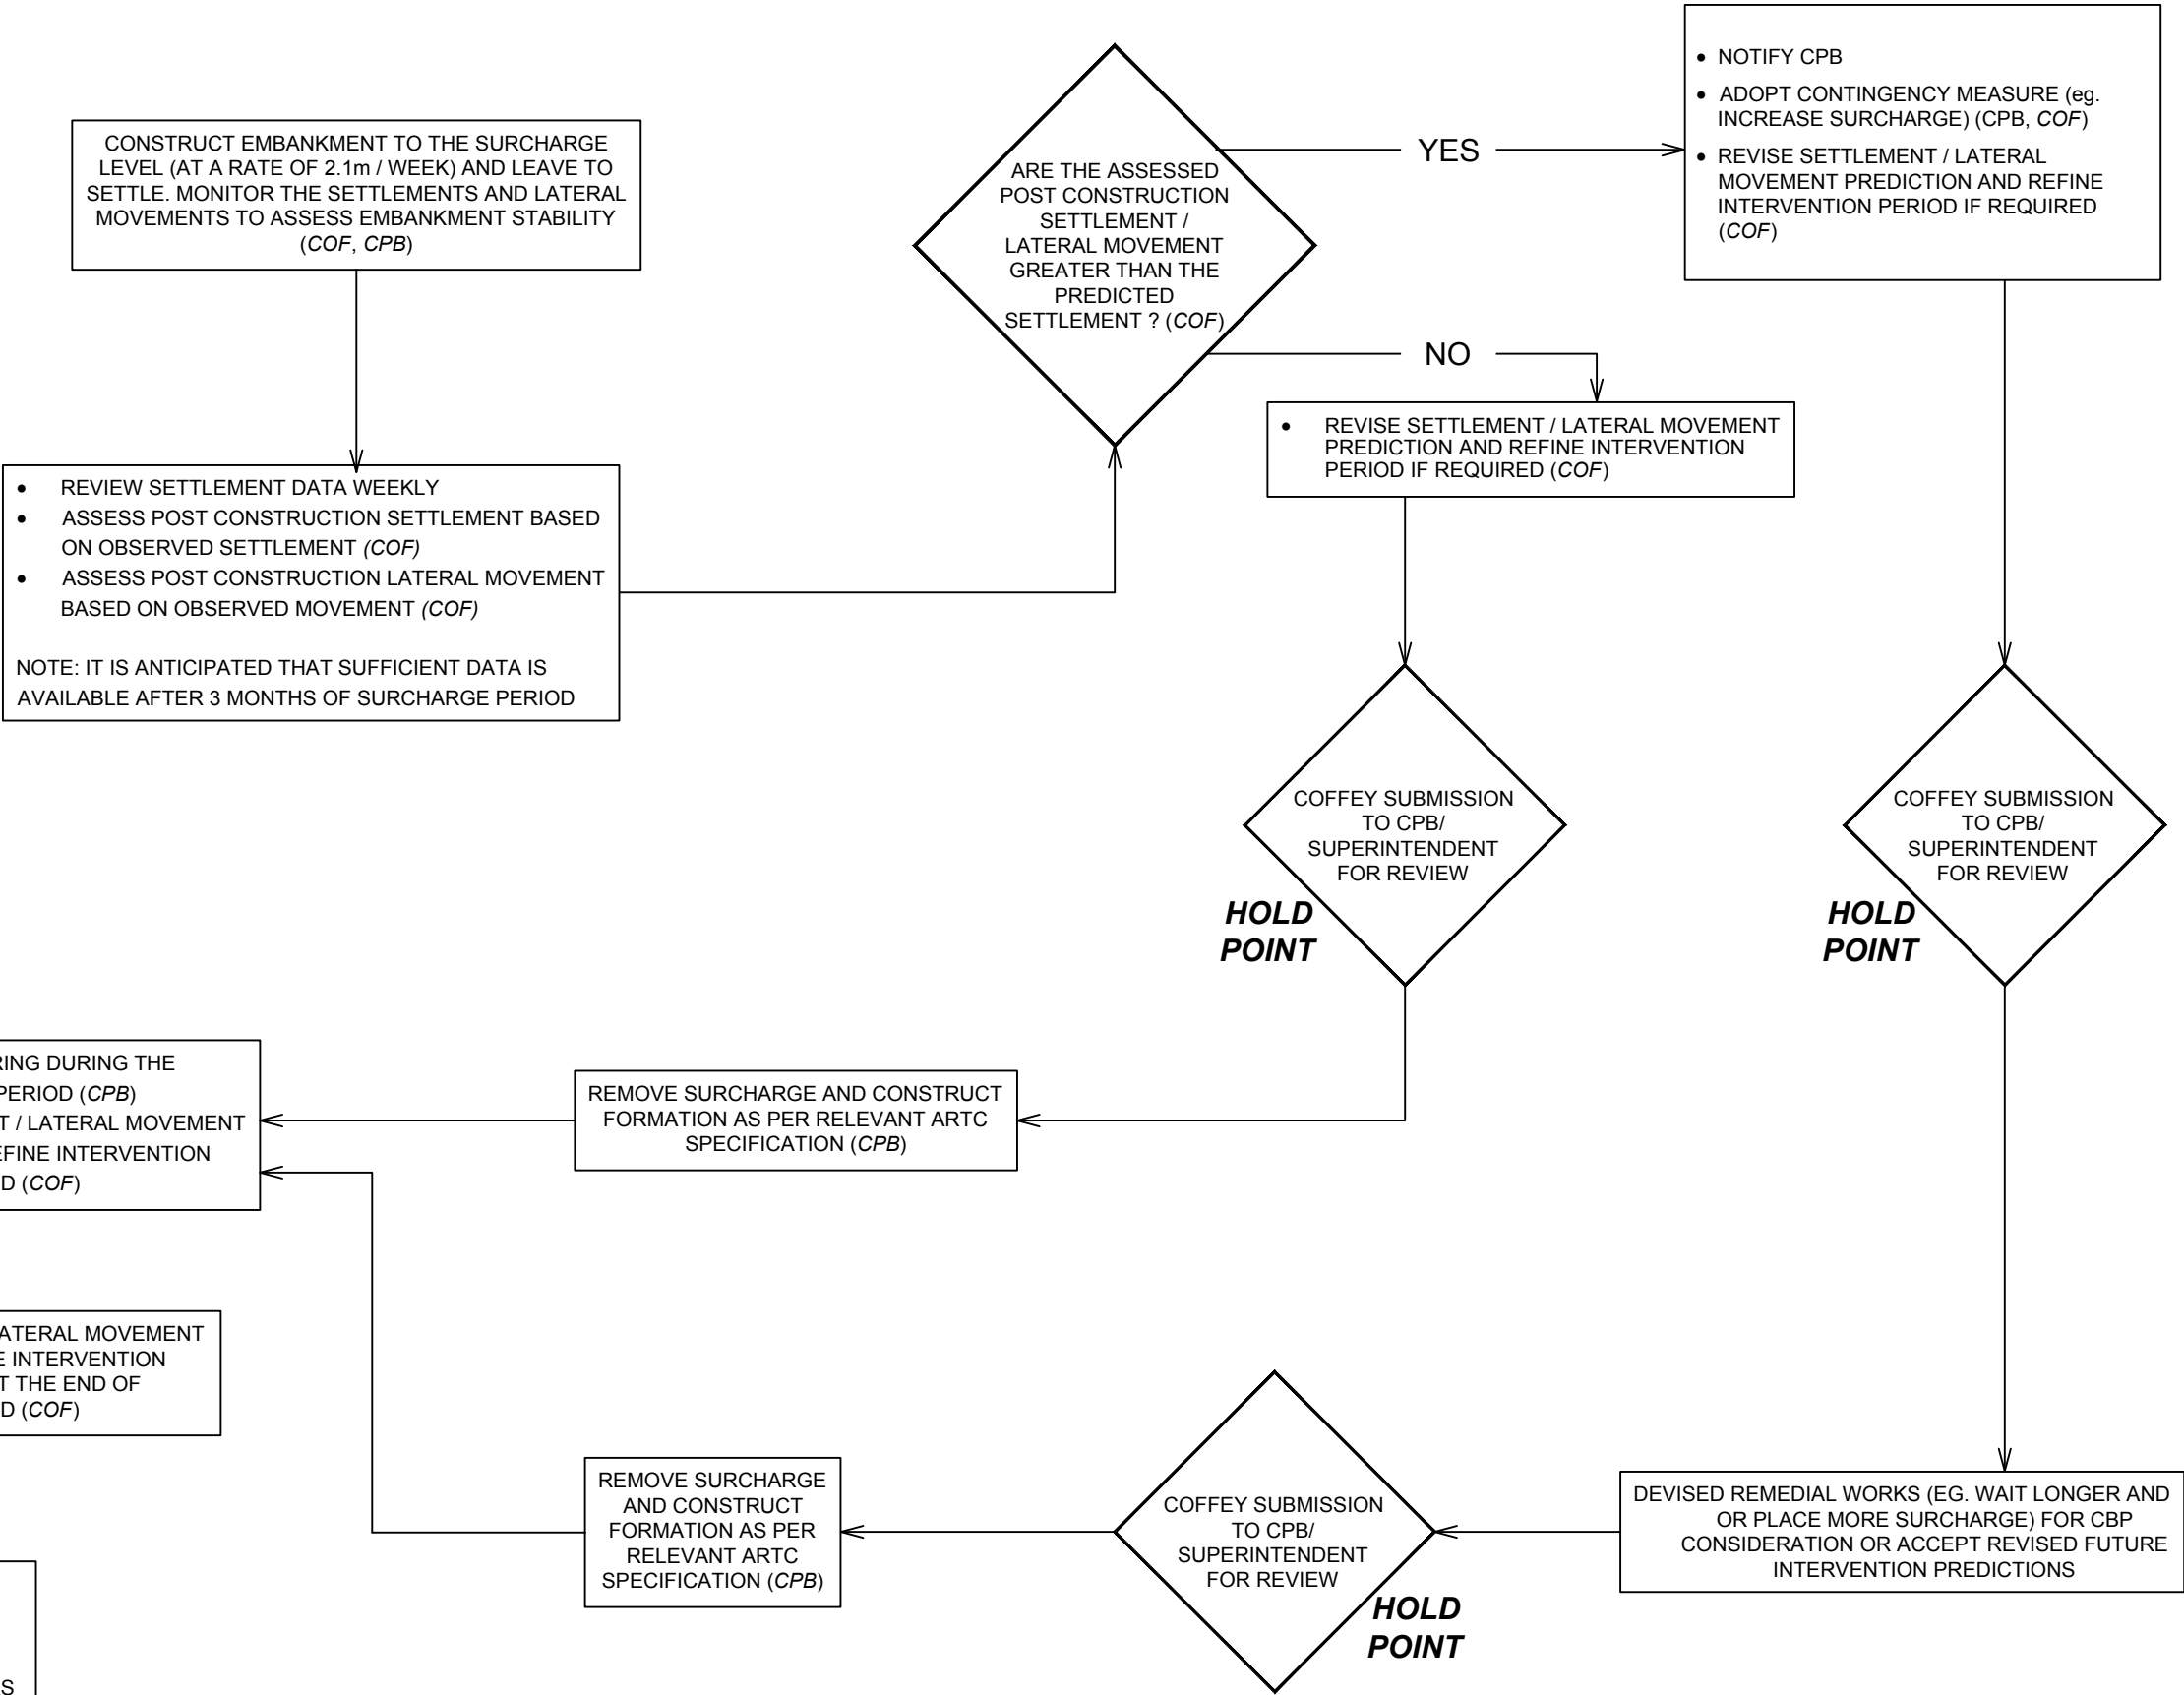 CONSTRUCT EMBANKMENT TO THE SURCHARGE
LEVEL (AT A RATE OF 2.1m / WEEK) AND LEAVE TO
SETTLE. MONITOR THE SETTLEMENTS AND LATERAL
MOVEMENTS TO ASSESS EMBANKMENT STABILITY
(COF, CPB)
• REVIEW SETTLEMENT DATA WEEKLY
• ASSESS POST CONSTRUCTION SETTLEMENT BASED
ON OBSERVED SETTLEMENT (COF)
• ASSESS POST CONSTRUCTION LATERAL MOVEMENT
BASED ON OBSERVED MOVEMENT (COF)
NOTE: IT IS ANTICIPATED THAT SUFFICIENT DATA IS
AVAILABLE AFTER 3 MONTHS OF SURCHARGE PERIOD
ARE THE ASSESSED
POST CONSTRUCTION
SETTLEMENT /
LATERAL MOVEMENT
GREATER THAN THE
PREDICTED
SETTLEMENT ? (COF)
YES
• NOTIFY CPB
• ADOPT CONTINGENCY MEASURE (eg.
INCREASE SURCHARGE) (CPB, COF)
• REVISE SETTLEMENT / LATERAL
MOVEMENT PREDICTION AND REFINE
INTERVENTION PERIOD IF REQUIRED
(COF)
NO
• REVISE SETTLEMENT / LATERAL MOVEMENT
PREDICTION AND REFINE INTERVENTION
PERIOD IF REQUIRED (COF)
COFFEY SUBMISSION
TO CPB/
SUPERINTENDENT
FOR REVIEW
HOLD
POINT
COFFEY SUBMISSION
TO CPB/
SUPERINTENDENT
FOR REVIEW
HOLD
POINT
RING DURING THE
PERIOD (CPB)
T / LATERAL MOVEMENT
EFINE INTERVENTION
D (COF)
REMOVE SURCHARGE AND CONSTRUCT
FORMATION AS PER RELEVANT ARTC
SPECIFICATION (CPB)
ATERAL MOVEMENT
E INTERVENTION
T THE END OF
D (COF)
REMOVE SURCHARGE
AND CONSTRUCT
FORMATION AS PER
RELEVANT ARTC
SPECIFICATION (CPB)
COFFEY SUBMISSION
TO CPB/
SUPERINTENDENT
FOR REVIEW
HOLD
POINT
DEVISED REMEDIAL WORKS (EG. WAIT LONGER AND
OR PLACE MORE SURCHARGE) FOR CBP
CONSIDERATION OR ACCEPT REVISED FUTURE
INTERVENTION PREDICTIONS
S